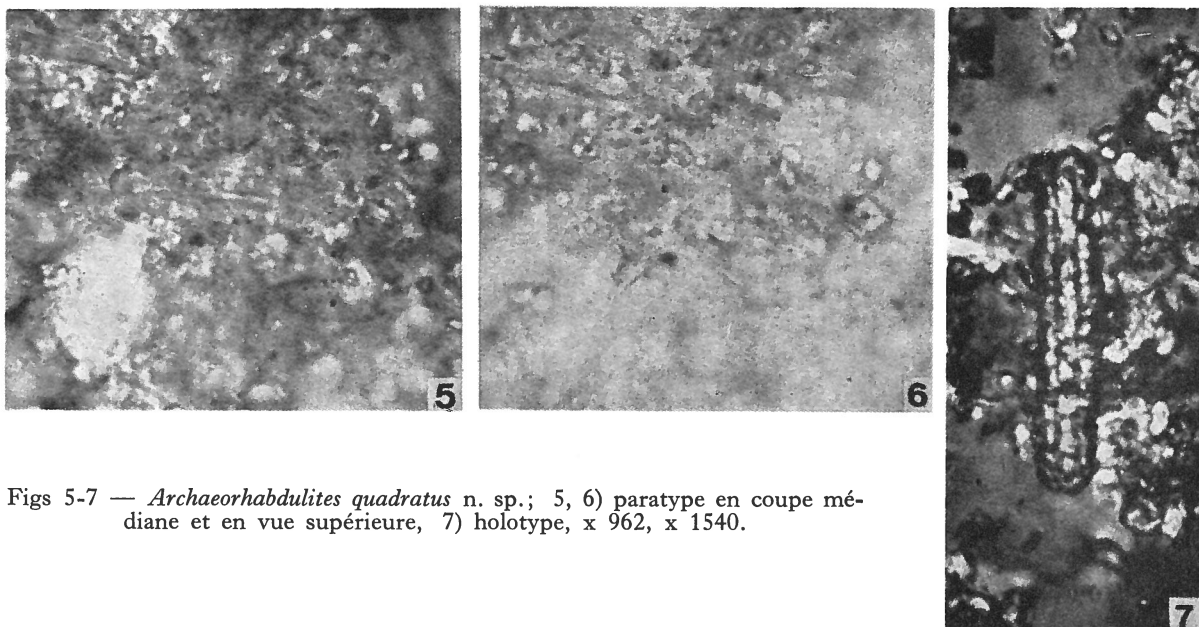 5
6
7
Figs 5-7 — Archaeorhabdulites quadratus n. sp.; 5, 6) paratype en coupe mé-
diane et en vue supérieure, 7) holotype, x 962, x 1540.